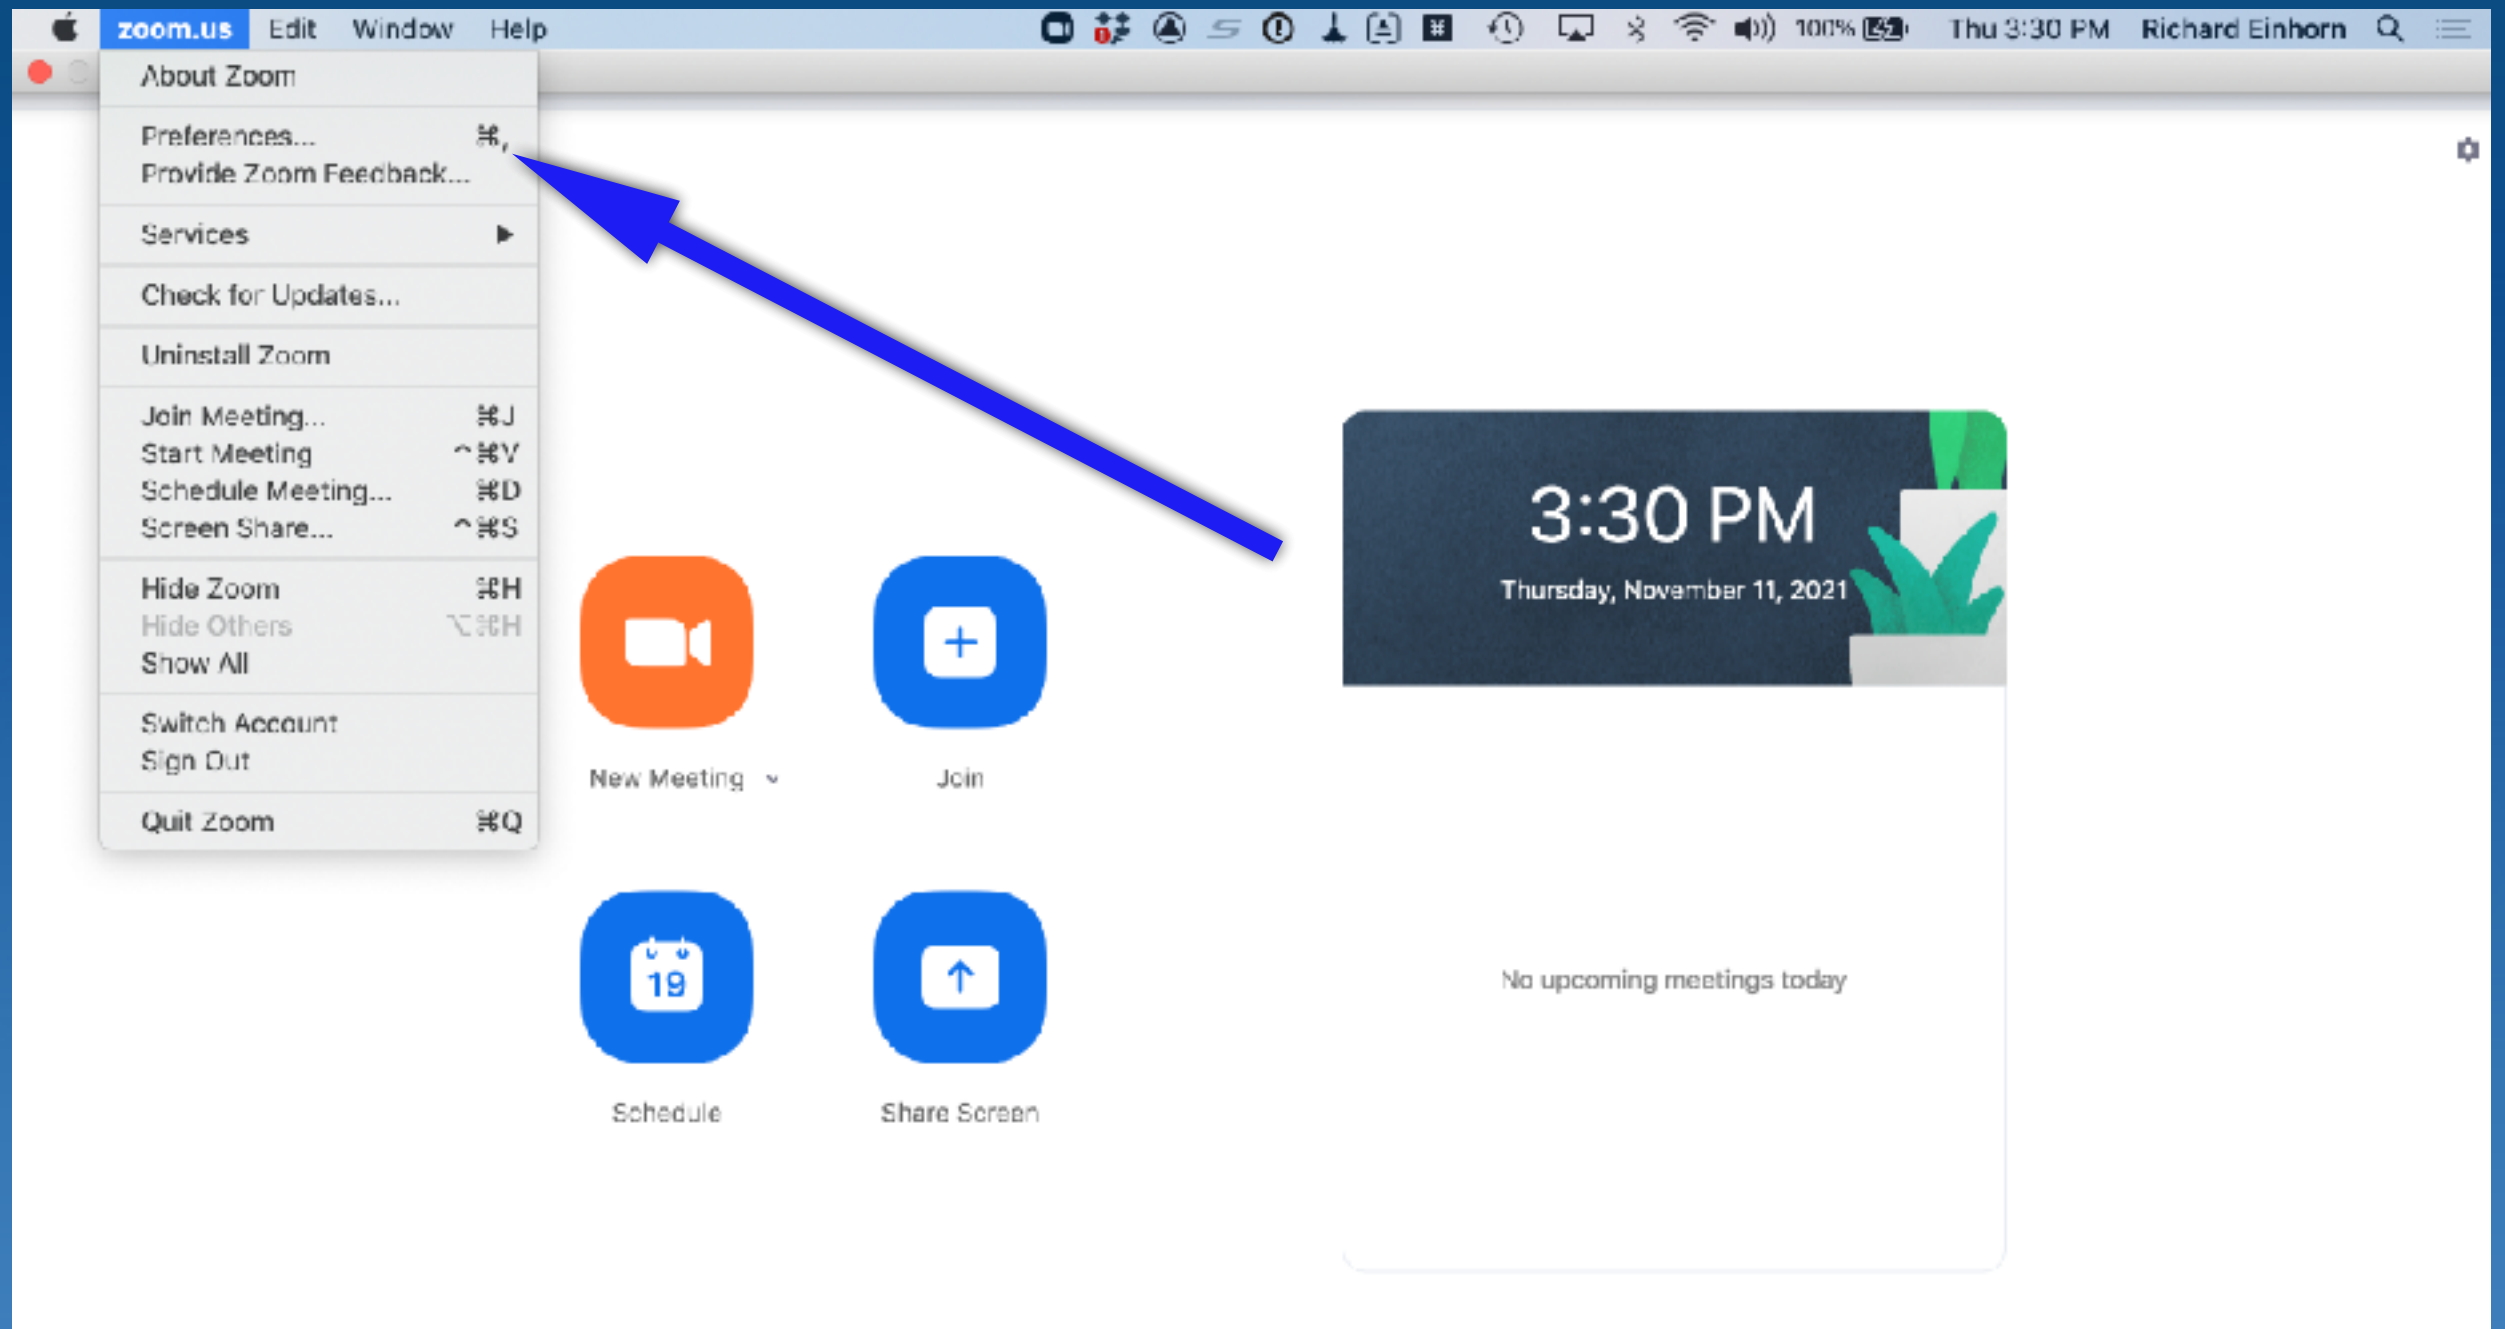 zoom.us Edit Window Help 100% Thu 3:30 PM Richard Einhorn
About Zoom
Preferences... ⌘,
Provide Zoom Feedback...
Services ▶
Check for Updates...
Uninstall Zoom
Join Meeting... ⌘J
Start Meeting ^⌘V
Schedule Meeting... ⌘D
Screen Share... ^⌘S
Hide Zoom ⌘H
Hide Others ⌥⌘H
Show All
Switch Account
Sign Out
Quit Zoom ⌘Q
New Meeting
Join
19
Schedule
Share Screen
3:30 PM
Thursday, November 11, 2021
No upcoming meetings today